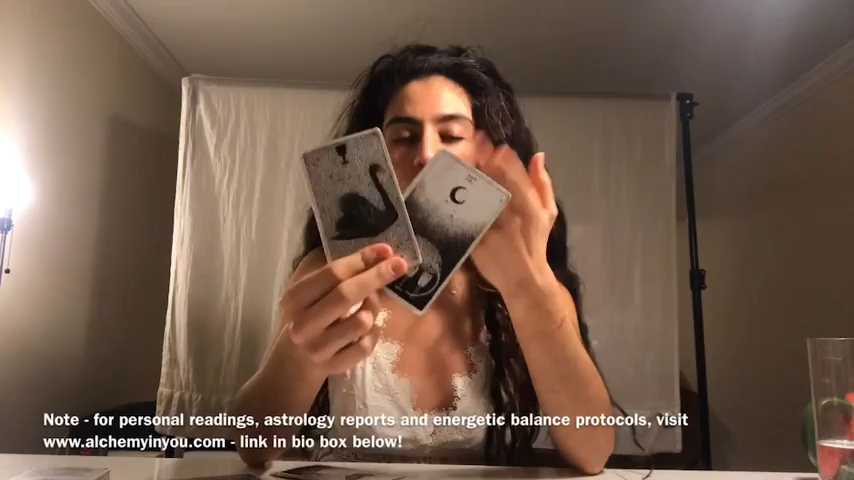 Note - for personal readings, astrology reports and energetic balance protocols, visit
www.alchemyinyou.com - link in bio box below!